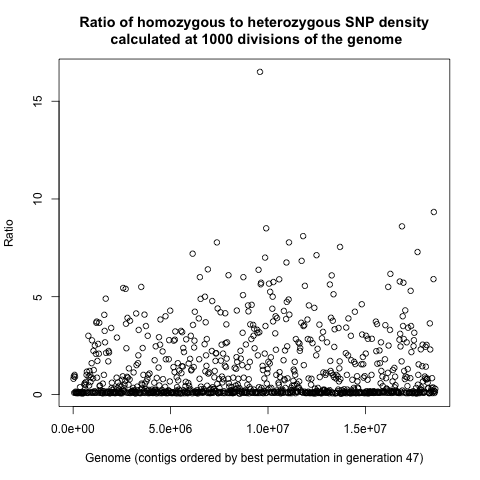 Ratio of homozygous to heterozygous SNP density
calculated at 1000 divisions of the genome
15
10
5
0
Ratio
0.0e+00 5.0e+06 1.0e+07 1.5e+07
Genome (contigs ordered by best permutation in generation 47)